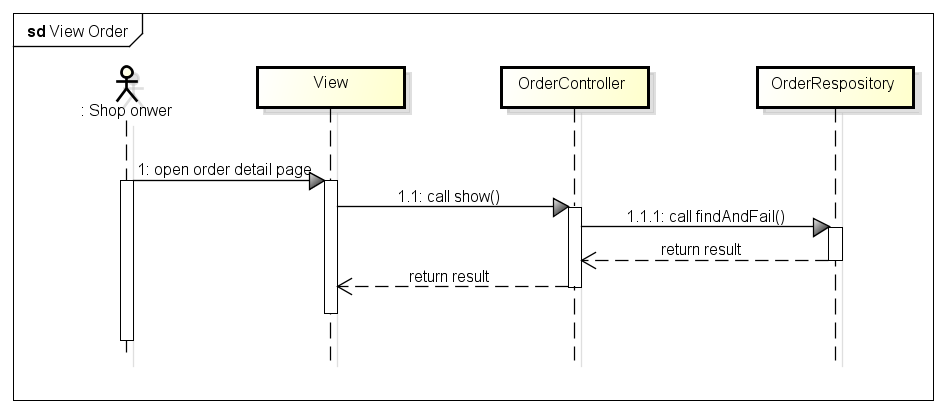 sd View Order
View
OrderController
OrderRespository
: Shop onwer
1: open order detail page
1.1: call show()
1.1.1: call findAndFail()
return result
return result